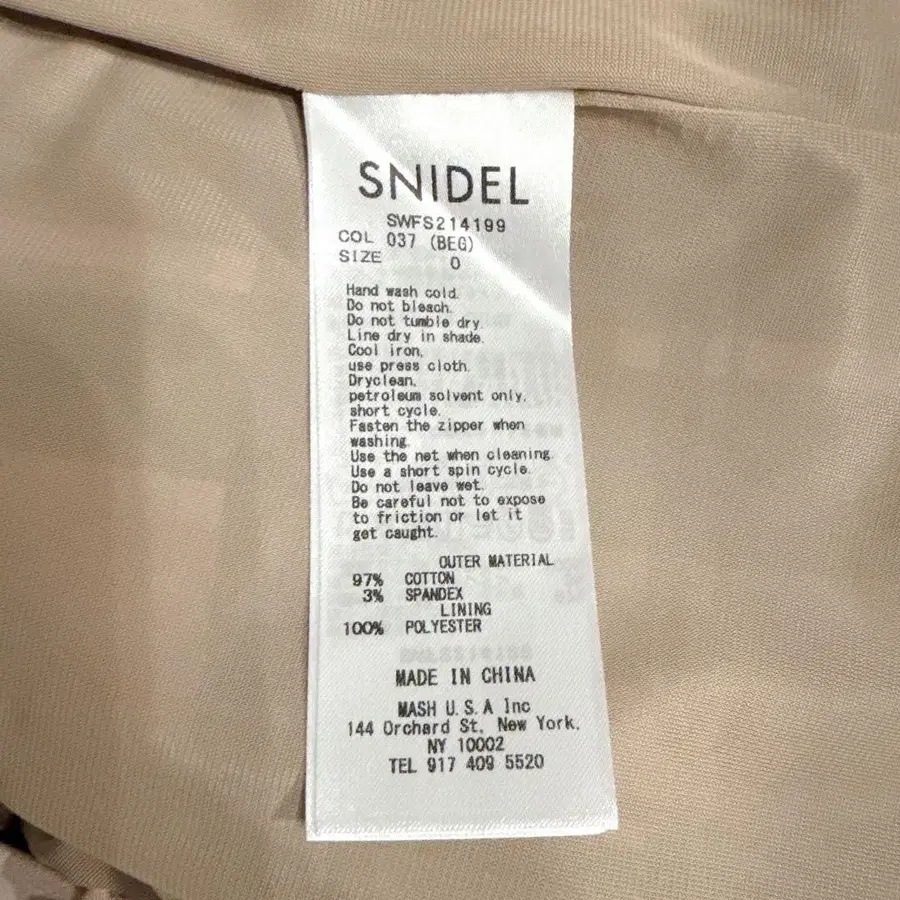 SNIDEL
SWFS214199
COL 037 (BEG)
SIZE 0
Hand wash cold.
Do not bleach.
Do not tumble dry.
Line dry in shade.
Cool iron,
use press cloth.
Dryclean,
petroleum solvent only,
short cycle.
Fasten the zipper when
washing.
Use the net when cleaning.
Use a short spin cycle.
Do not leave wet.
Be careful not to expose
to friction or let it
get caught.
OUTER MATERIAL
97% COTTON
3% SPANDEX
LINING
100% POLYESTER
MADE IN CHINA
MASH U.S.A Inc
144 Orchard St, New York,
NY 10002
TEL 917 409 5520